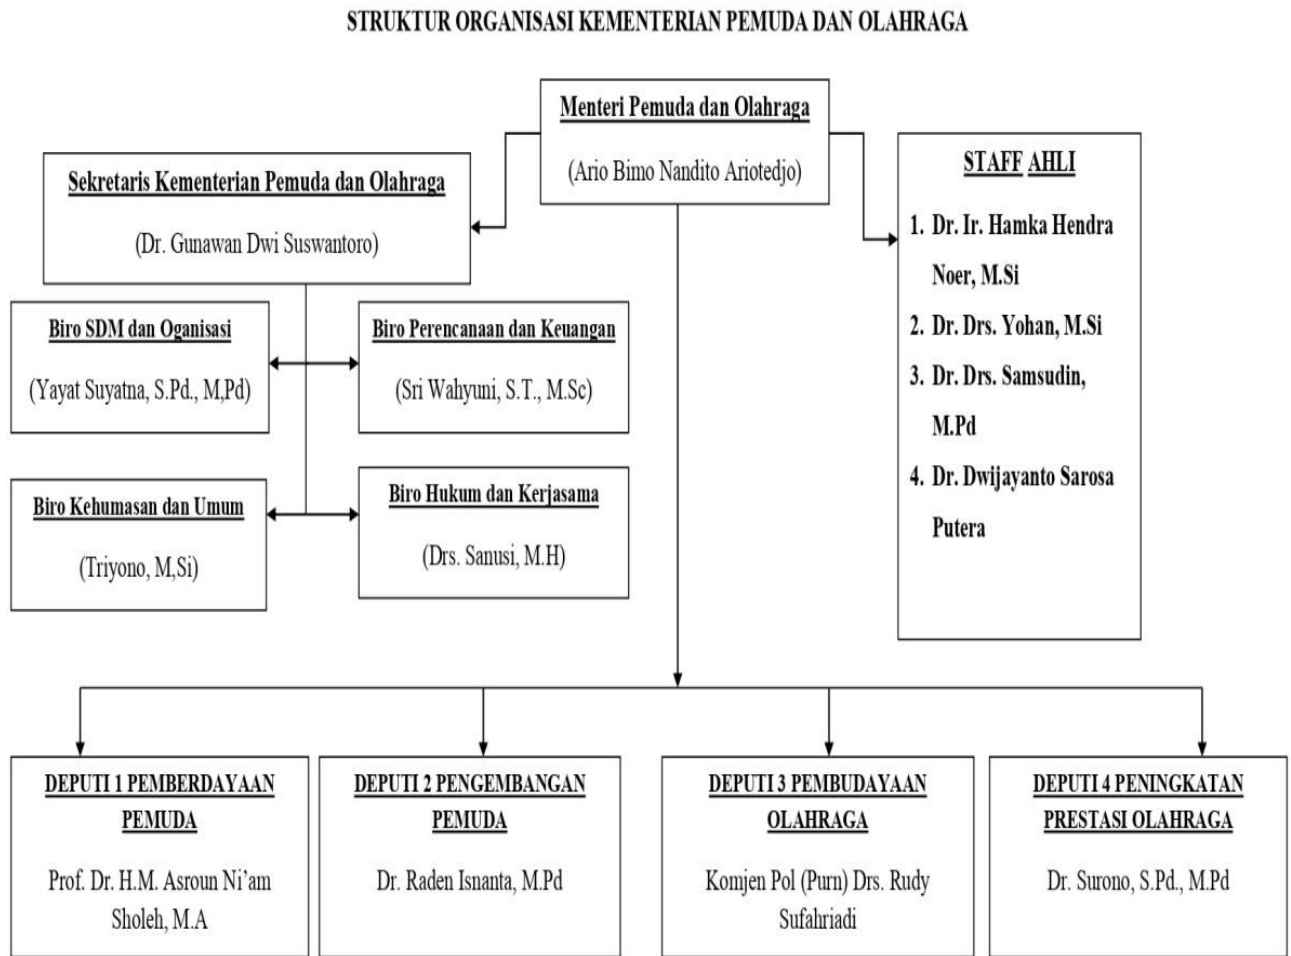 STRUKTUR ORGANISASI KEMENTERIAN PEMUDA DAN OLAHRAGA
Menteri Pemuda dan Olahraga
(Ario Bimo Nandito Ariotedjo)
Sekretaris Kementerian Pemuda dan Olahraga
(Dr. Gunawan Dwi Suswantoro)
STAFF AHLI
1. Dr. Ir. Hamka Hendra
Noer, M.Si
2. Dr. Drs. Yohan, M.Si
3. Dr. Drs. Samsudin,
M.Pd
4. Dr. Dwijayanto Sarosa
Putera
Biro SDM dan Oganisasi
(Yayat Suyatna, S.Pd., M,Pd)
Biro Perencanaan dan Keuangan
(Sri Wahyuni, S.T., M.Sc)
Biro Kehumasan dan Umum
(Triyono, M,Si)
Biro Hukum dan Kerjasama
(Drs. Sanusi, M.H)
DEPUTI 1 PEMBERDAYAAN
PEMUDA
Prof. Dr. H.M. Asroun Ni’am
Sholeh, M.A
DEPUTI 2 PENGEMBANGAN
PEMUDA
Dr. Raden Isnanta, M.Pd
DEPUTI 3 PEMBUDAYAAN
OLAHRAGA
Komjen Pol (Purn) Drs. Rudy
Sufahriadi
DEPUTI 4 PENINGKATAN
PRESTASI OLAHRAGA
Dr. Surono, S.Pd., M.Pd